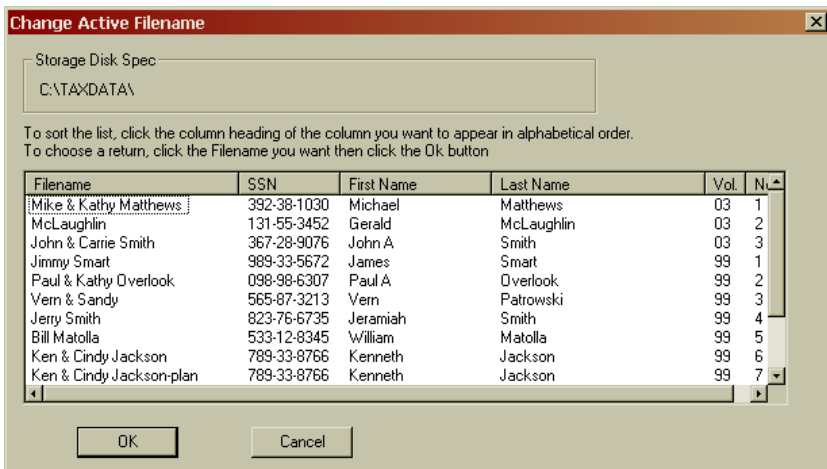 Change Active Filename
Storage Disk Spec
C:\TAXDATA\
To sort the list, click the column heading of the column you want to appear in alphabetical order.
To choose a return, click the Filename you want then click the Ok button
Filename SSN First Name Last Name Vol.
Mike & Kathy Matthews 392-38-1030 Michael Matthews 03 1
McLaughlin 131-55-3452 Gerald McLaughlin 03 2
John & Carrie Smith 367-28-9076 John A Smith 03 3
Jimmy Smart 989-33-5672 James Smart 99 1
Paul & Kathy Overlook 098-98-6307 Paul A Overlook 99 2
Vern & Sandy 565-87-3213 Vern Patrowski 99 3
Jerry Smith 823-76-6735 Jeramiah Smith 99 4
Bill Matolla 533-12-8345 William Matolla 99 5
Ken & Cindy Jackson 789-33-8766 Kenneth Jackson 99 6
Ken & Cindy Jackson-plan 789-33-8766 Kenneth Jackson 99 7
OK Cancel